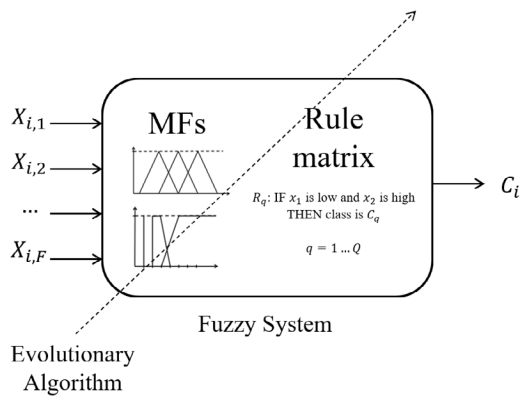 X_{i,1}
X_{i,2}
...
X_{i,F}
MFs
Rule
matrix
R_q: IF x_1 is low and x_2 is high
THEN class is C_q
q = 1 ... Q
C_i
Fuzzy System
Evolutionary
Algorithm